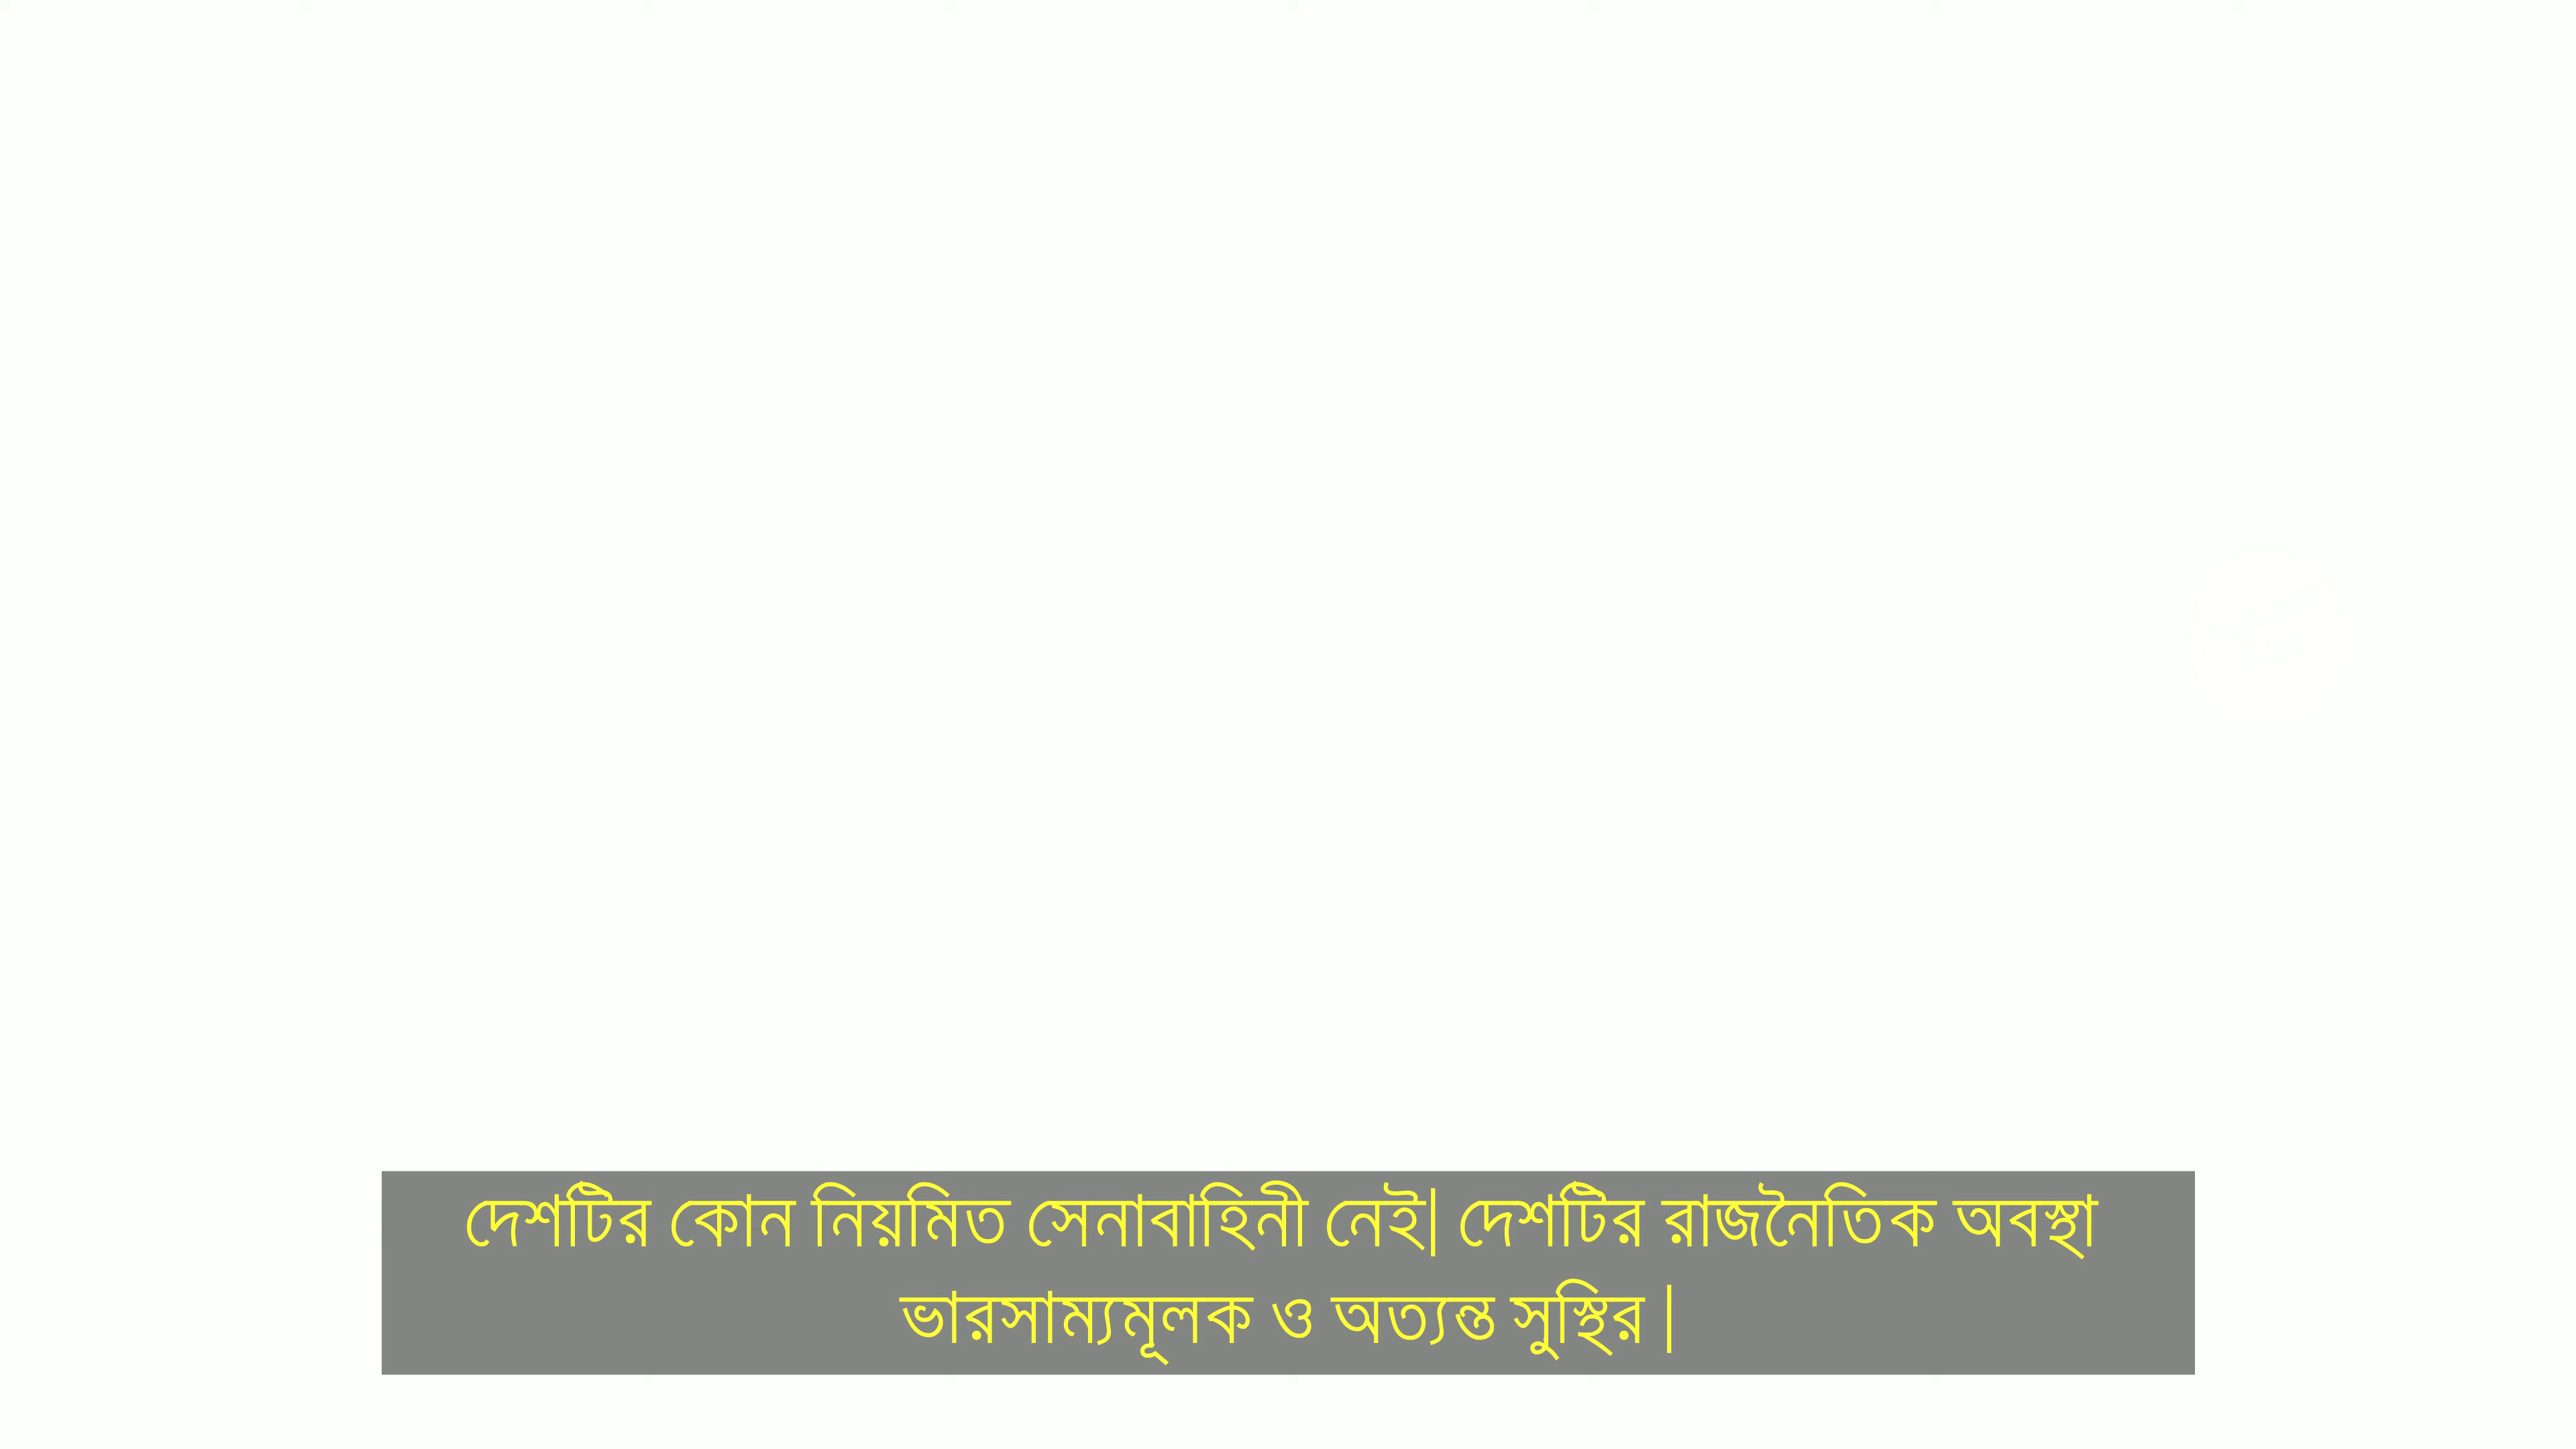 দেশটির কোন নিয়মিত সেনাবাহিনী নেই| দেশটির রাজনৈতিক অবস্থা
ভারসাম্যমূলক ও অত্যন্ত সুস্থির |